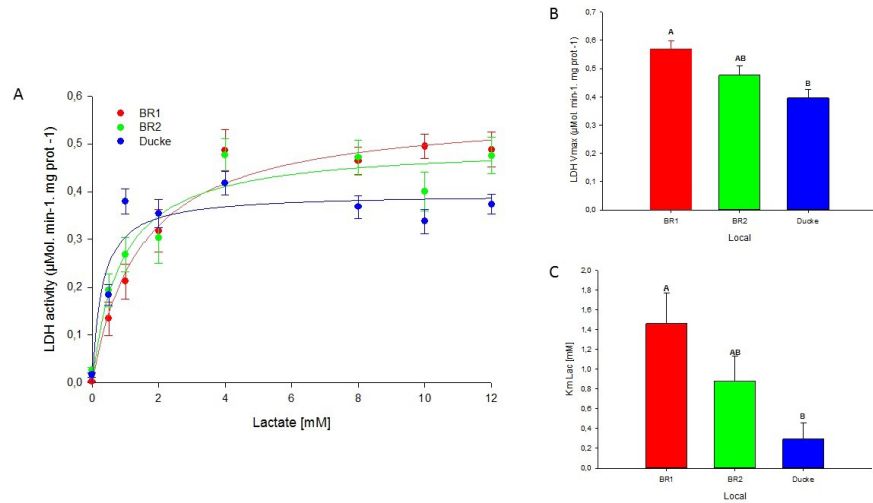 A
LDH activity (µMol. min-1. mg prot -1)
0,6
0,5
0,4
0,3
0,2
0,1
0,0
BR1
BR2
Ducke
0 2 4 6 8 10 12
Lactate [mM]
B
LDH Vmax (µMol. min-1. mg prot -1)
0,7
0,6
0,5
0,4
0,3
0,2
0,1
0,0
A
AB
B
BR1 BR2 Ducke
Local
C
Km Lac [mM]
2,0
1,8
1,6
1,4
1,2
1,0
0,8
0,6
0,4
0,2
0,0
A
AB
B
BR1 BR2 Ducke
Local